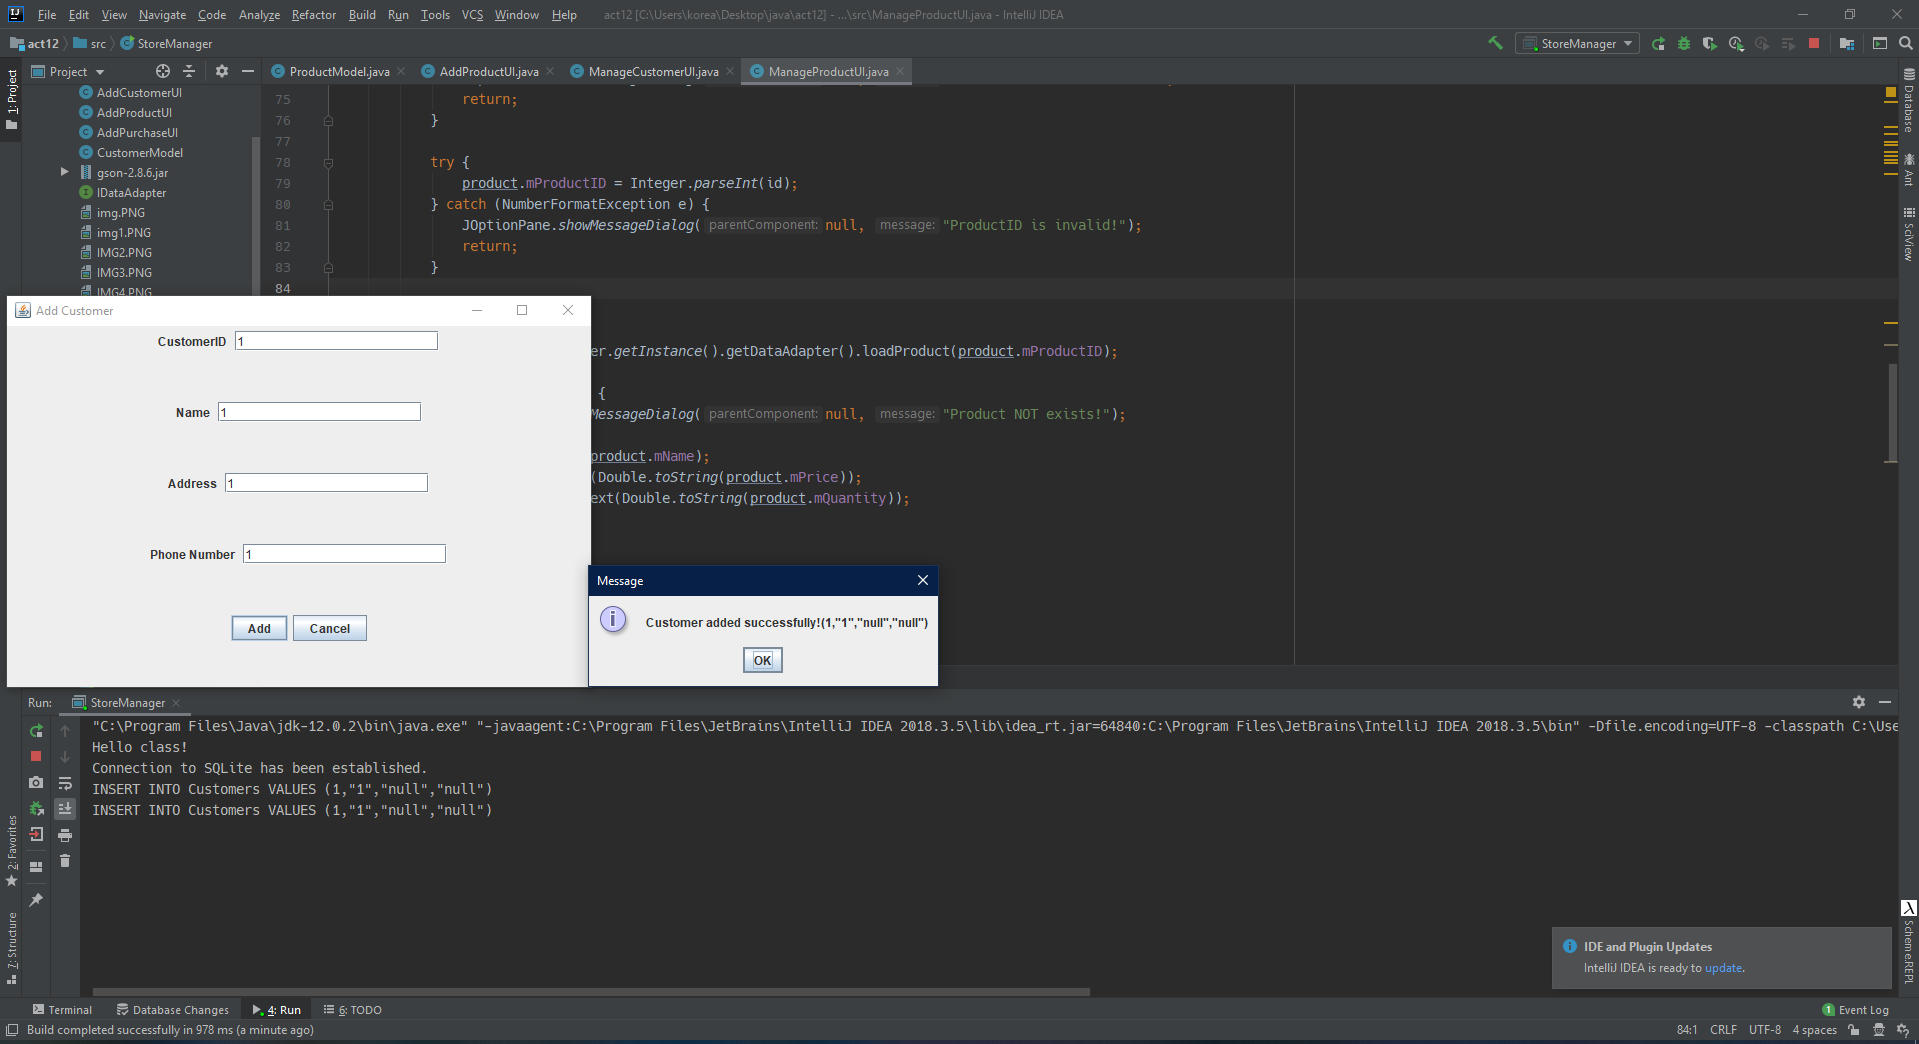 File Edit View Navigate Code Analyze Refactor Build Run Tools VCS Window Help act12 [C:\Users\korea\Desktop\java\act12] - ...\src\ManageProductUI.java - IntelliJ IDEA
act12 src StoreManager StoreManager
1: Project
Project
ProductModel.java AddProductUI.java ManageCustomerUI.java ManageProductUI.java
AddCustomerUI
AddProductUI
AddPurchaseUI
CustomerModel
gson-2.8.6.jar
IDataAdapter
img.PNG
img1.PNG
IMG2.PNG
IMG3.PNG
IMG4.PNG
75 return;
76 }
77
78 try {
79 product.mProductID = Integer.parseInt(id);
80 } catch (NumberFormatException e) {
81 JOptionPane.showMessageDialog( parentComponent: null, message: "ProductID is invalid!");
82 return;
83 }
84
er.getInstance().getDataAdapter().loadProduct(product.mProductID);
{
MessageDialog( parentComponent: null, message: "Product NOT exists!");
product.mName);
(Double.toString(product.mPrice));
ext(Double.toString(product.mQuantity));
Database
Ant
SciView
Add Customer
CustomerID 1
Name 1
Address 1
Phone Number 1
Add Cancel
Message
Customer added successfully!(1,"1","null","null")
OK
Run: StoreManager
"C:\Program Files\Java\jdk-12.0.2\bin\java.exe" "-javaagent:C:\Program Files\JetBrains\IntelliJ IDEA 2018.3.5\lib\idea_rt.jar=64840:C:\Program Files\JetBrains\IntelliJ IDEA 2018.3.5\bin" -Dfile.encoding=UTF-8 -classpath C:\Use
Hello class!
Connection to SQLite has been established.
INSERT INTO Customers VALUES (1,"1","null","null")
INSERT INTO Customers VALUES (1,"1","null","null")
2: Favorites
7: Structure
Scheme REPL
IDE and Plugin Updates
IntelliJ IDEA is ready to update.
Terminal Database Changes 4: Run 6: TODO 1 Event Log
Build completed successfully in 978 ms (a minute ago) 84:1 CRLF UTF-8 4 spaces